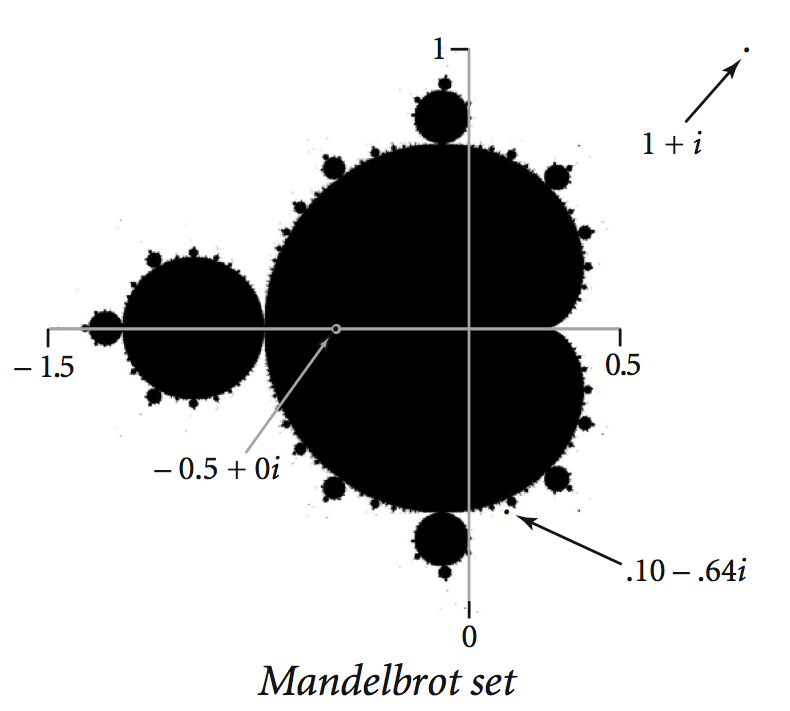 1
1 + i
– 1.5
0.5
– 0.5 + 0i
.10 – .64i
0
Mandelbrot set